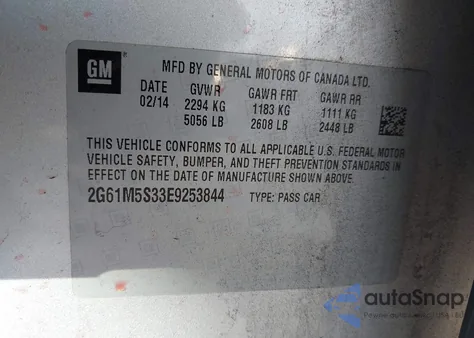 GM
MFD BY GENERAL MOTORS OF CANADA LTD.
DATE GVWR GAWR FRT GAWR RR
02/14 2294 KG 1183 KG 1111 KG
5056 LB 2608 LB 2448 LB
THIS VEHICLE CONFORMS TO ALL APPLICABLE U.S. FEDERAL MOTOR
VEHICLE SAFETY, BUMPER, AND THEFT PREVENTION STANDARDS IN
EFFECT ON THE DATE OF MANUFACTURE SHOWN ABOVE.
2G61M5S33E9253844 TYPE: PASS CAR
autoSnap